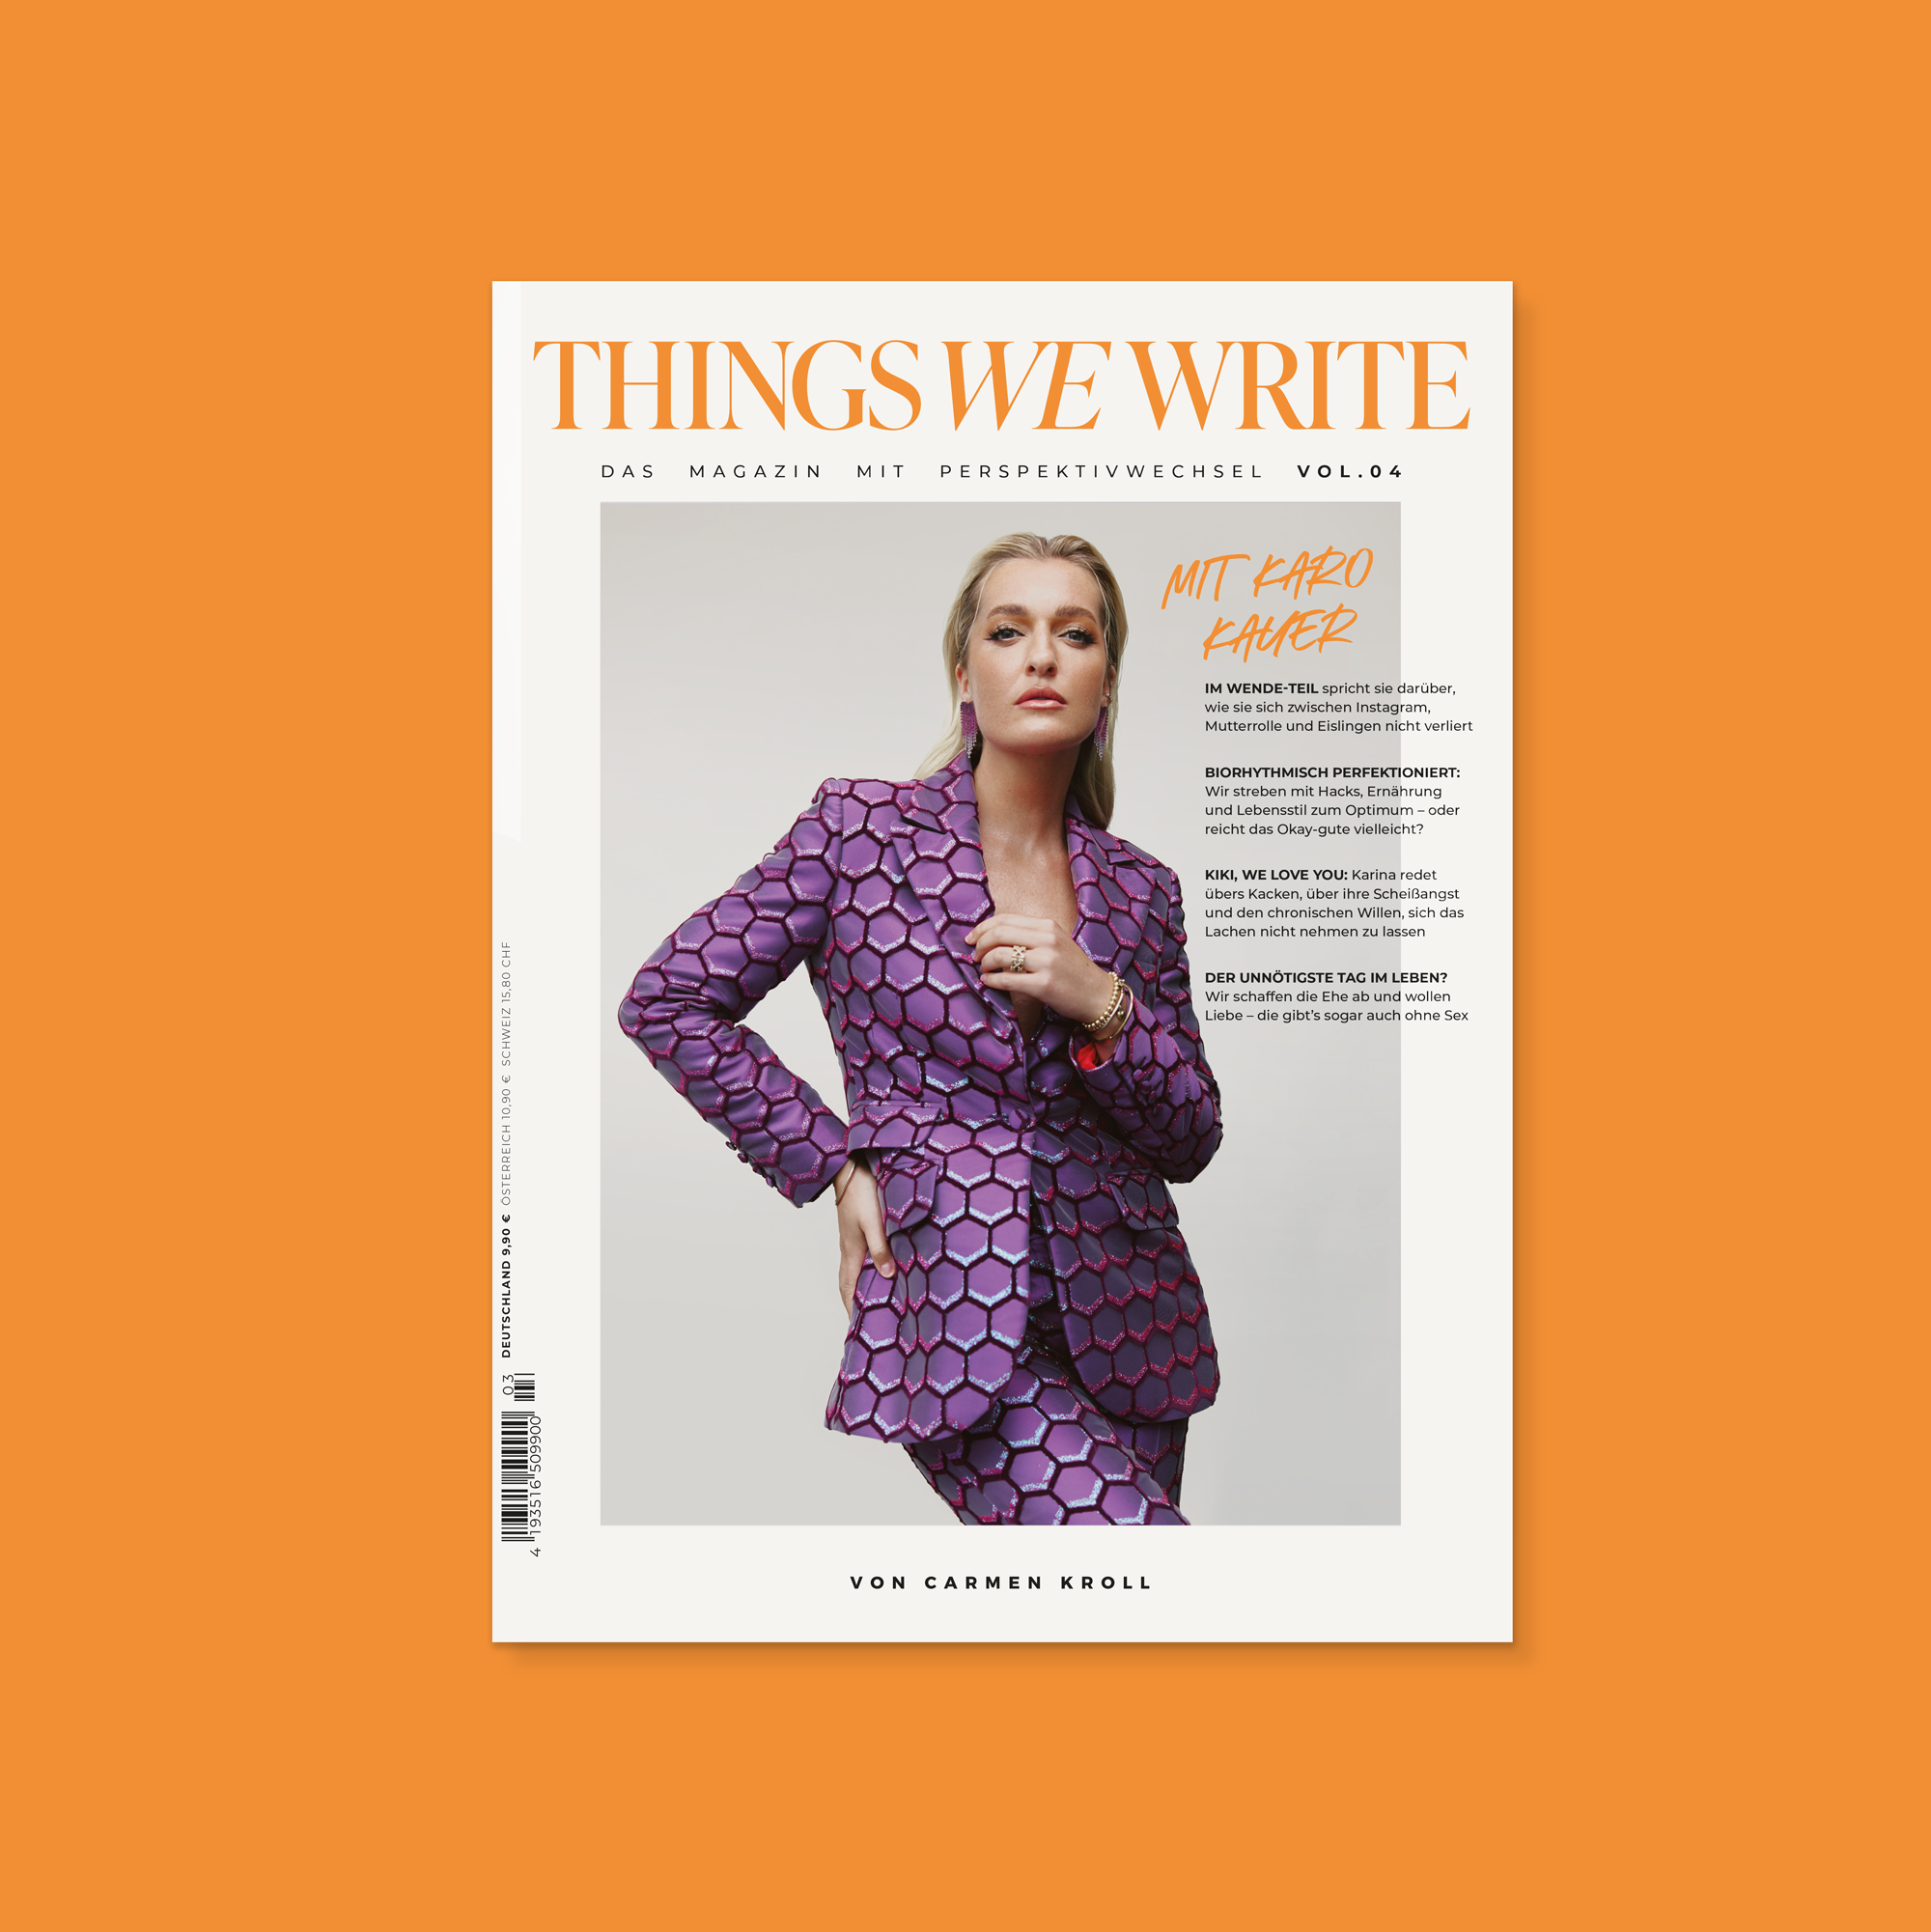 THINGS WE WRITE
DAS MAGAZIN MIT PERSPEKTIVWECHSEL VOL.04
MIT KARO
KAUER
IM WENDE-TEIL spricht sie darüber,
wie sie sich zwischen Instagram,
Mutterrolle und Eislingen nicht verliert
BIORHYTHMISCH PERFEKTIONIERT:
Wir streben mit Hacks, Ernährung
und Lebensstil zum Optimum – oder
reicht das Okay-gute vielleicht?
KIKI, WE LOVE YOU: Karina redet
übers Kacken, über ihre Scheißangst
und den chronischen Willen, sich das
Lachen nicht nehmen zu lassen
DER UNNÖTIGSTE TAG IM LEBEN?
Wir schaffen die Ehe ab und wollen
Liebe – die gibt's sogar auch ohne Sex
DEUTSCHLAND 9,90 € ÖSTERREICH 10,90 € SCHWEIZ 15,80 CHF
03
4 193516 509900
VON CARMEN KROLL